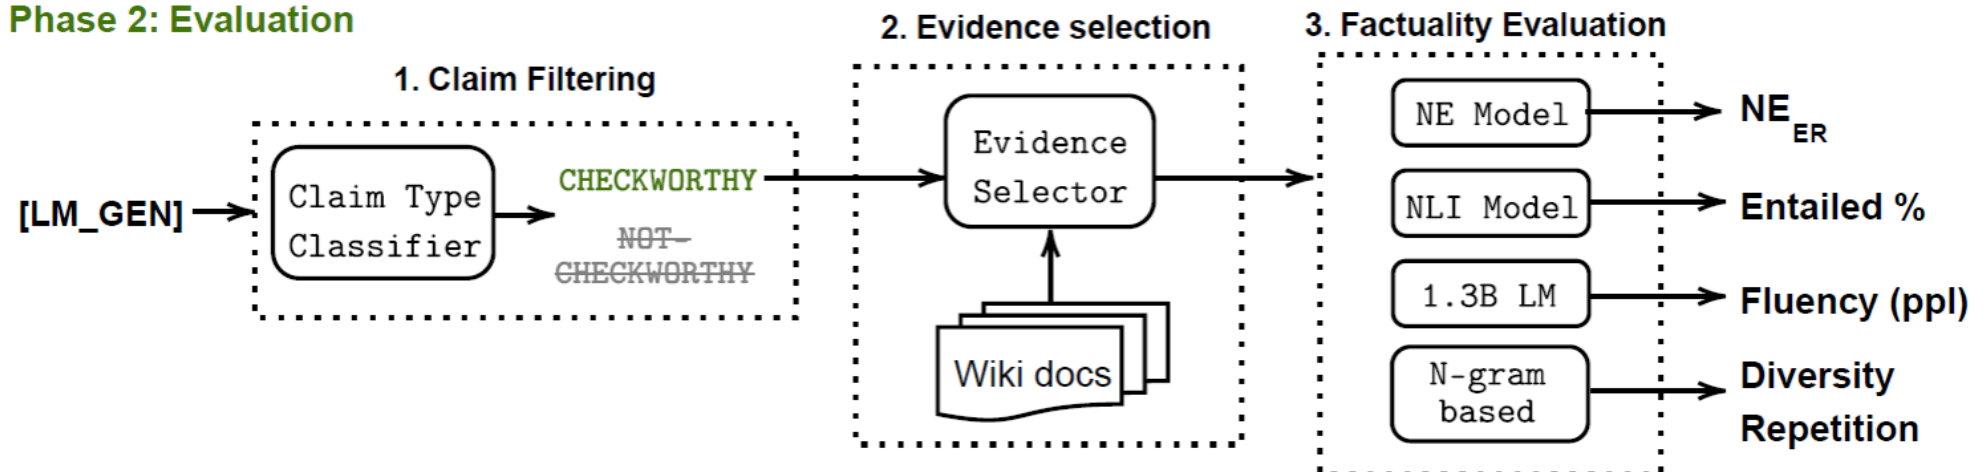 Phase 2: Evaluation
1. Claim Filtering
2. Evidence selection
3. Factuality Evaluation
[LM_GEN]
Claim Type
Classifier
CHECKWORTHY
NOT-
CHECKWORTHY
Evidence
Selector
Wiki docs
NE Model
NE ER
NLI Model
Entailed %
1.3B LM
Fluency (ppl)
N-gram
based
Diversity
Repetition